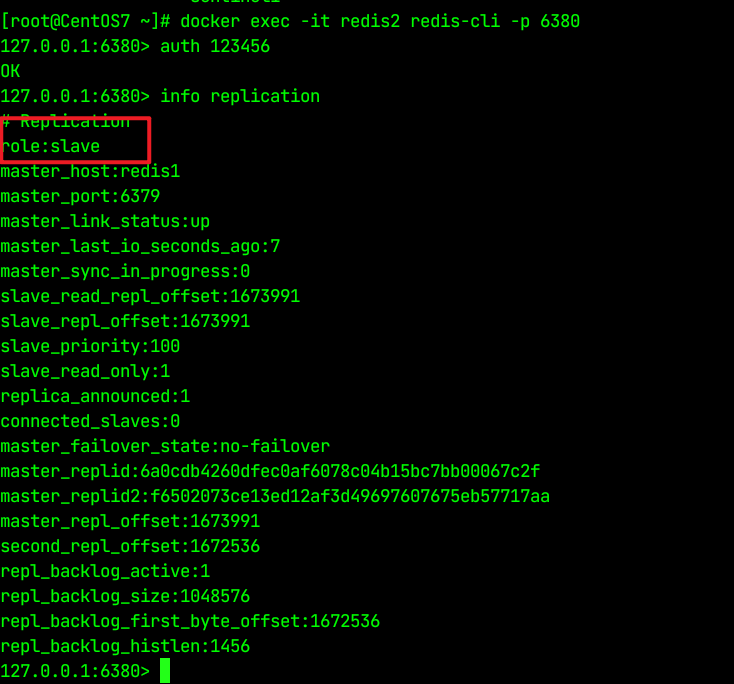 [root@CentOS7 ~]# docker exec -it redis2 redis-cli -p 6380
127.0.0.1:6380> auth 123456
OK
127.0.0.1:6380> info replication
# Replication
role:slave
master_host:redis1
master_port:6379
master_link_status:up
master_last_io_seconds_ago:7
master_sync_in_progress:0
slave_read_repl_offset:1673991
slave_repl_offset:1673991
slave_priority:100
slave_read_only:1
replica_announced:1
connected_slaves:0
master_failover_state:no-failover
master_replid:6a0cdb4260dfec0af6078c04b15bc7bb00067c2f
master_replid2:f6502073ce13ed12af3d49697607675eb57717aa
master_repl_offset:1673991
second_repl_offset:1672536
repl_backlog_active:1
repl_backlog_size:1048576
repl_backlog_first_byte_offset:1672536
repl_backlog_histlen:1456
127.0.0.1:6380>